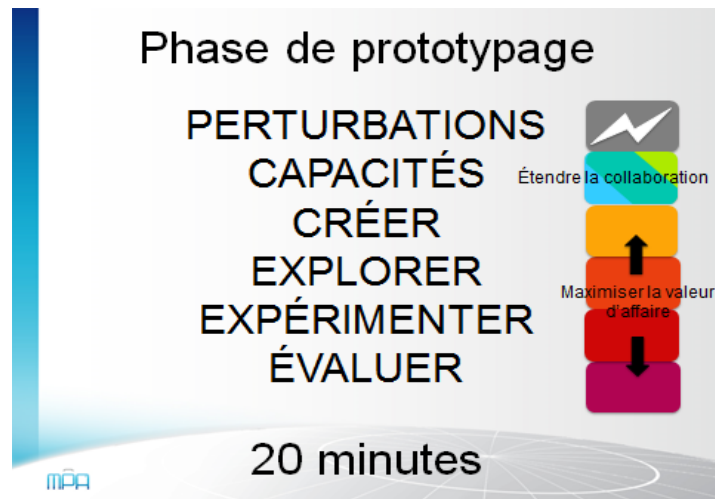 Phase de prototypage
PERTURBATIONS
CAPACITÉS
Étendre la collaboration
CRÉER
EXPLORER
Maximiser la valeur
d'affaire
EXPÉRIMENTER
ÉVALUER
20 minutes
MPA